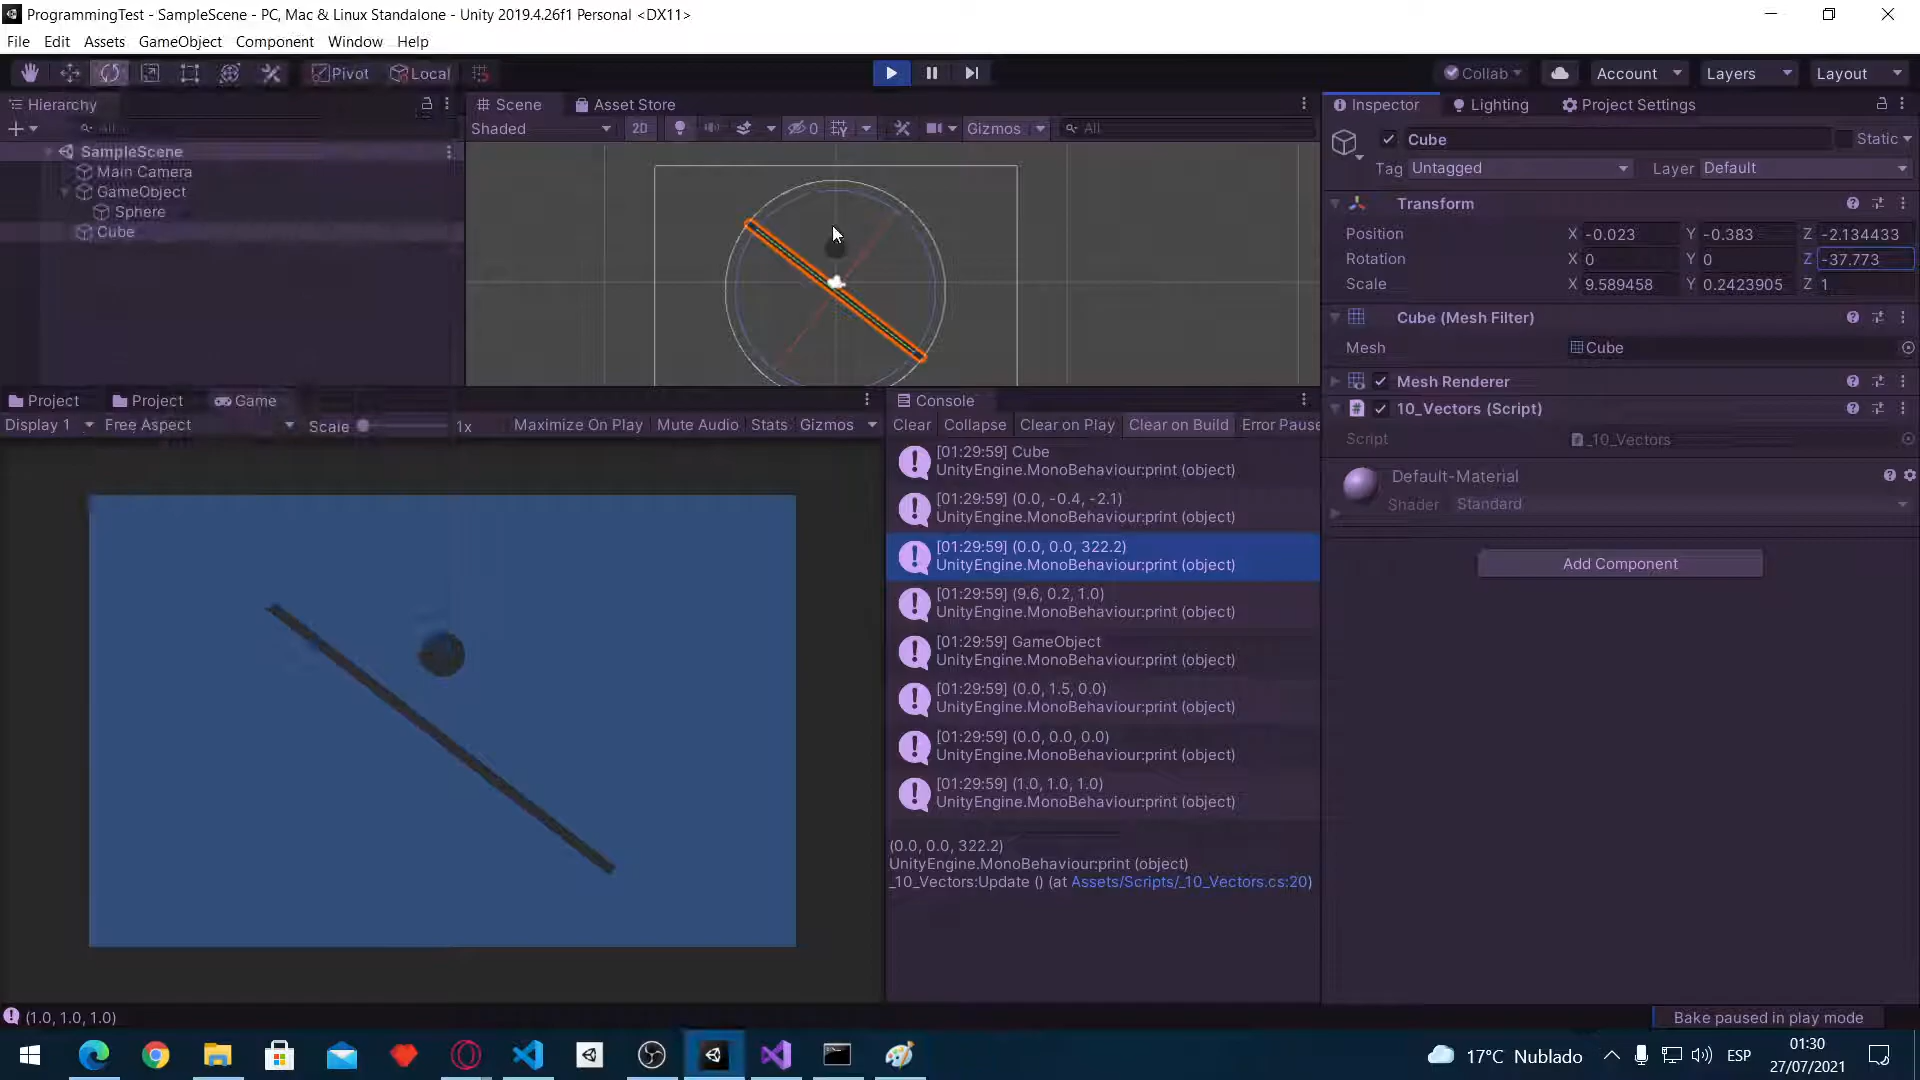 ProgrammingTest - SampleScene - PC, Mac & Linux Standalone - Unity 2019.4.26f1 Personal <DX11>
File Edit Assets GameObject Component Window Help
Pivot Local Collab Account Layers Layout
Hierarchy
All
SampleScene
Main Camera
GameObject
Sphere
Cube
Scene Asset Store
Shaded 2D 0 Gizmos All
Inspector Lighting Project Settings
Cube Static
Tag Untagged Layer Default
Transform
Position X -0.023 Y -0.383 Z -2.134433
Rotation X 0 Y 0 Z -37.773
Scale X 9.589458 Y 0.2423905 Z 1
Cube (Mesh Filter)
Mesh Cube
Mesh Renderer
10_Vectors (Script)
Script _10_Vectors
Default-Material
Shader Standard
Add Component
Project Project Game
Display 1 Free Aspect Scale 1x Maximize On Play Mute Audio Stats Gizmos
Console
Clear Collapse Clear on Play Clear on Build Error Pause
[01:29:59] Cube
UnityEngine.MonoBehaviour:print (object)
[01:29:59] (0.0, -0.4, -2.1)
UnityEngine.MonoBehaviour:print (object)
[01:29:59] (0.0, 0.0, 322.2)
UnityEngine.MonoBehaviour:print (object)
[01:29:59] (9.6, 0.2, 1.0)
UnityEngine.MonoBehaviour:print (object)
[01:29:59] GameObject
UnityEngine.MonoBehaviour:print (object)
[01:29:59] (0.0, 1.5, 0.0)
UnityEngine.MonoBehaviour:print (object)
[01:29:59] (0.0, 0.0, 0.0)
UnityEngine.MonoBehaviour:print (object)
[01:29:59] (1.0, 1.0, 1.0)
UnityEngine.MonoBehaviour:print (object)
(0.0, 0.0, 322.2)
UnityEngine.MonoBehaviour:print (object)
_10_Vectors:Update () (at Assets/Scripts/_10_Vectors.cs:20)
(1.0, 1.0, 1.0)
Bake paused in play mode
17°C Nublado ESP 01:30
27/07/2021